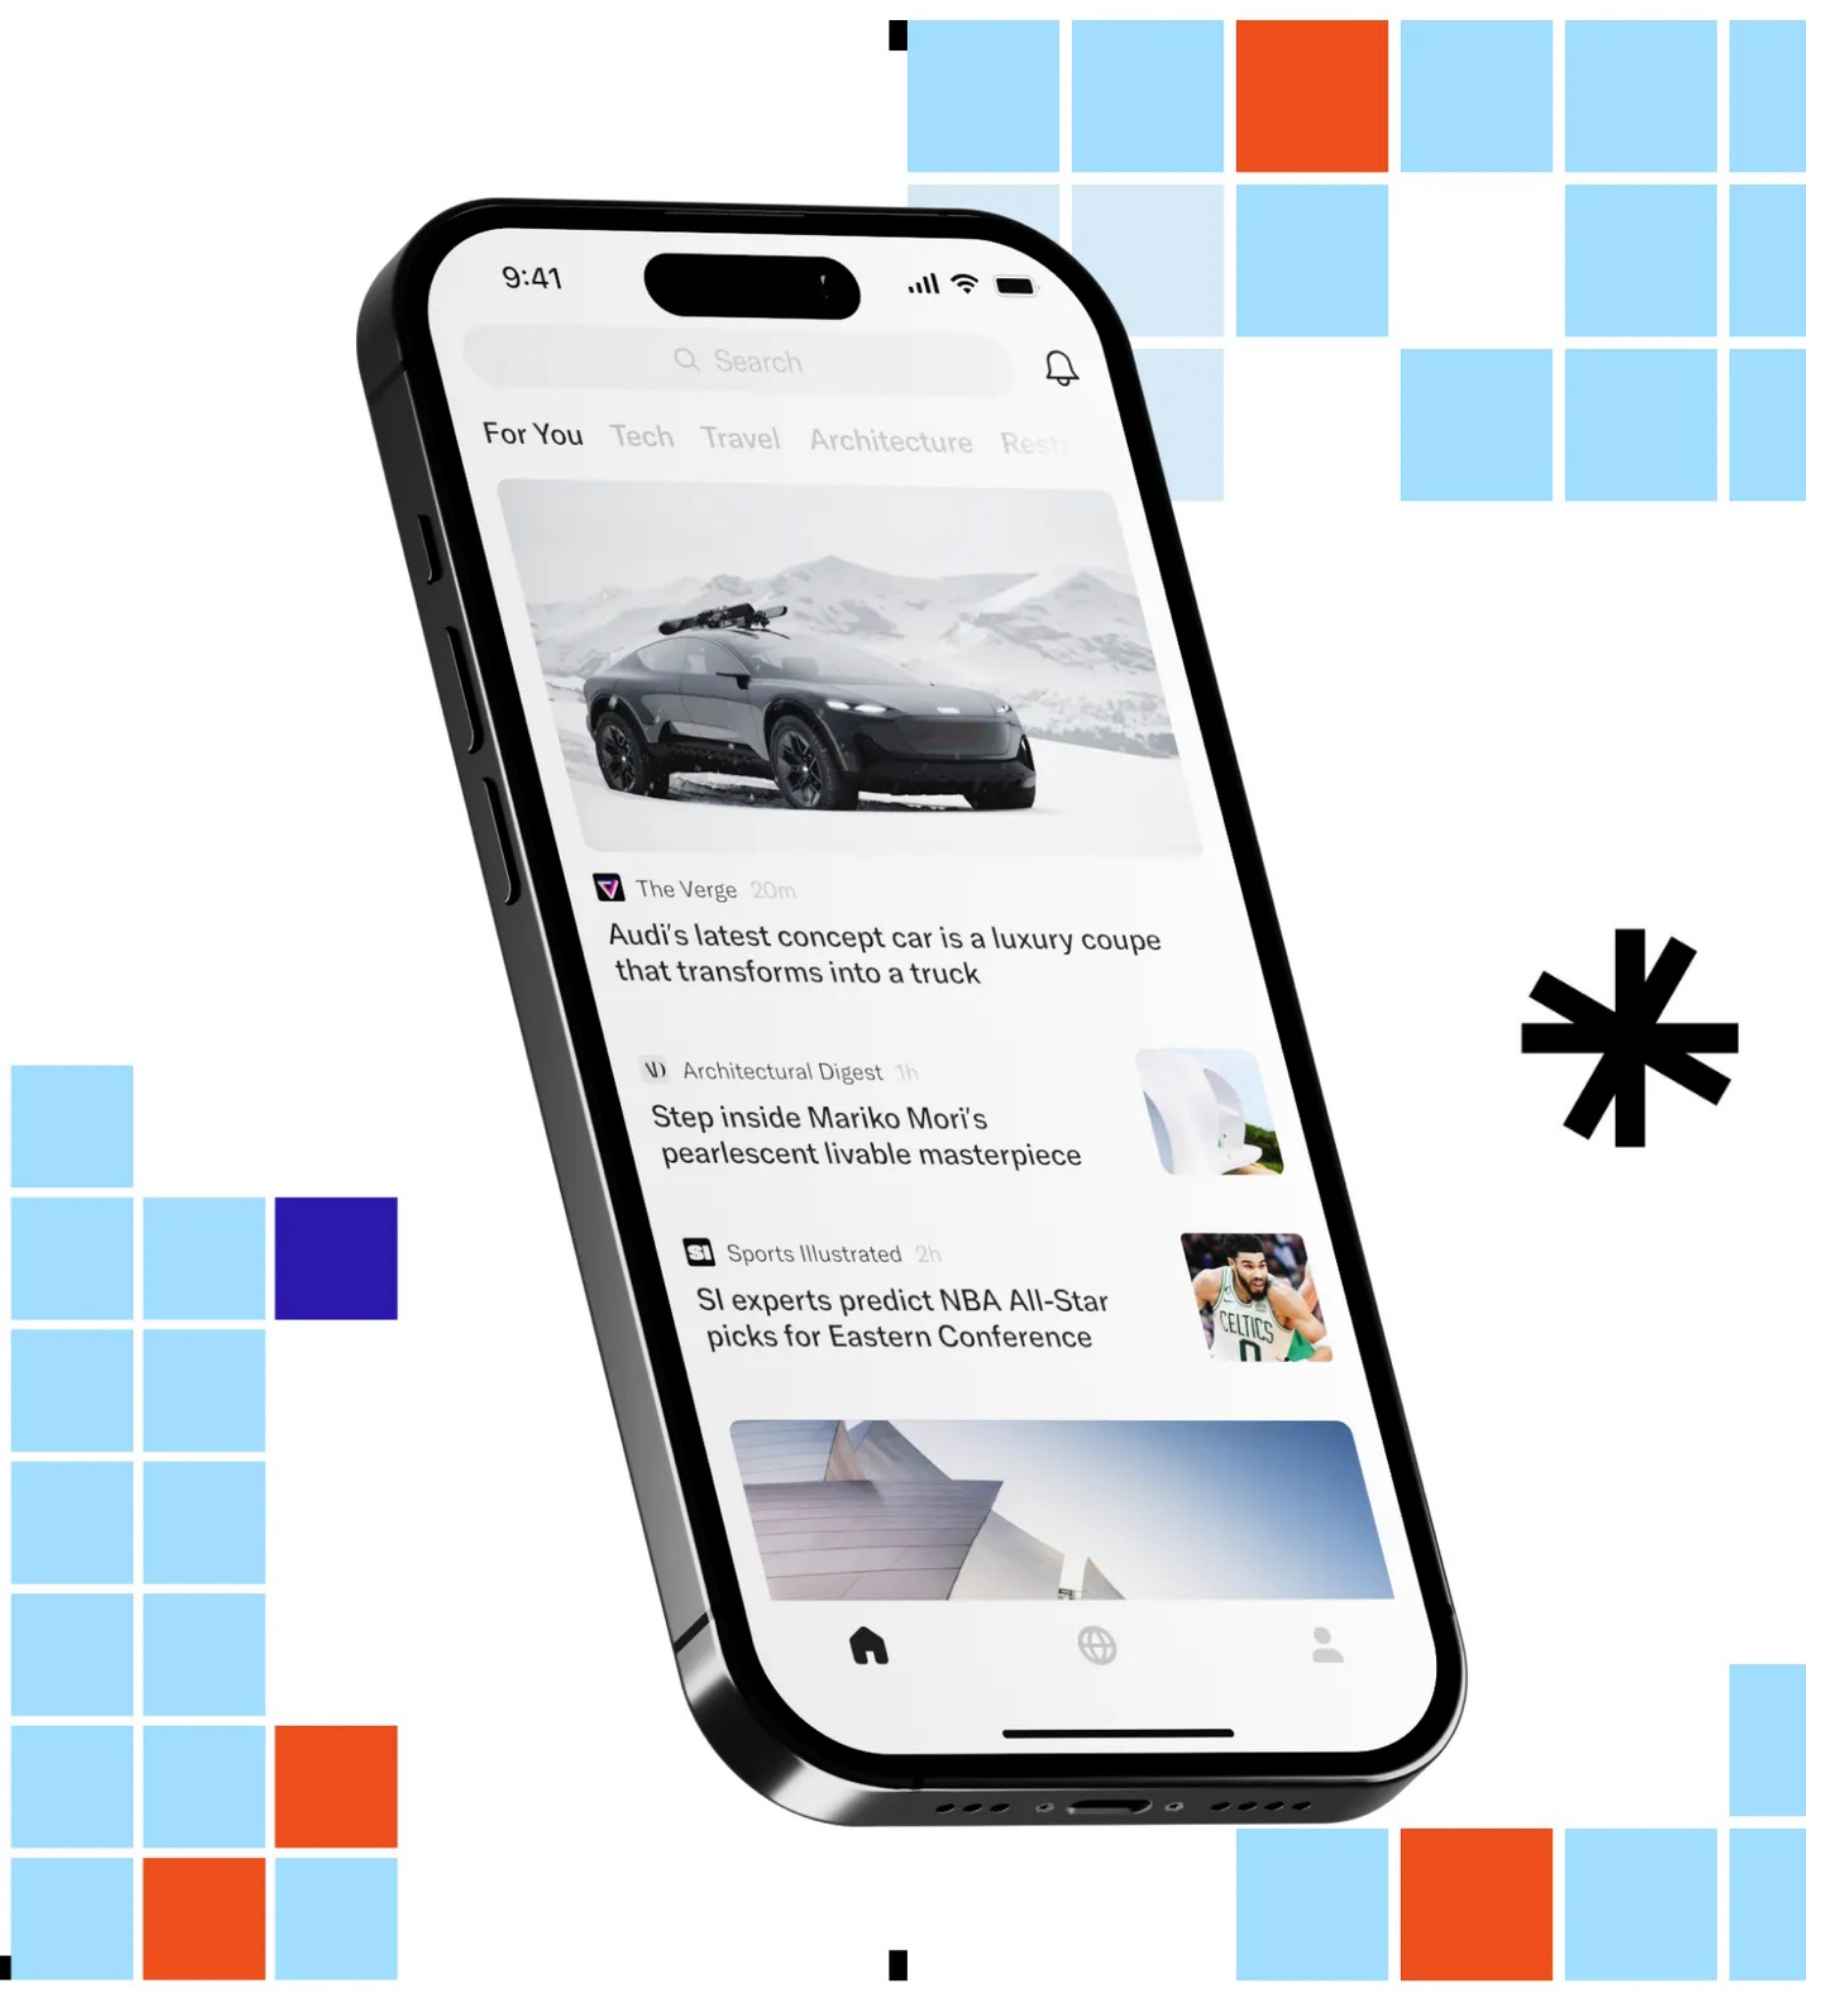 9:41
Search
For You Tech Travel Architecture
The Verge 20m
Audi's latest concept car is a luxury coupe
that transforms into a truck
Architectural Digest 1h
Step inside Mariko Mori's
pearlescent livable masterpiece
SI Sports Illustrated 2h
SI experts predict NBA All-Star
picks for Eastern Conference
CELTICS
0